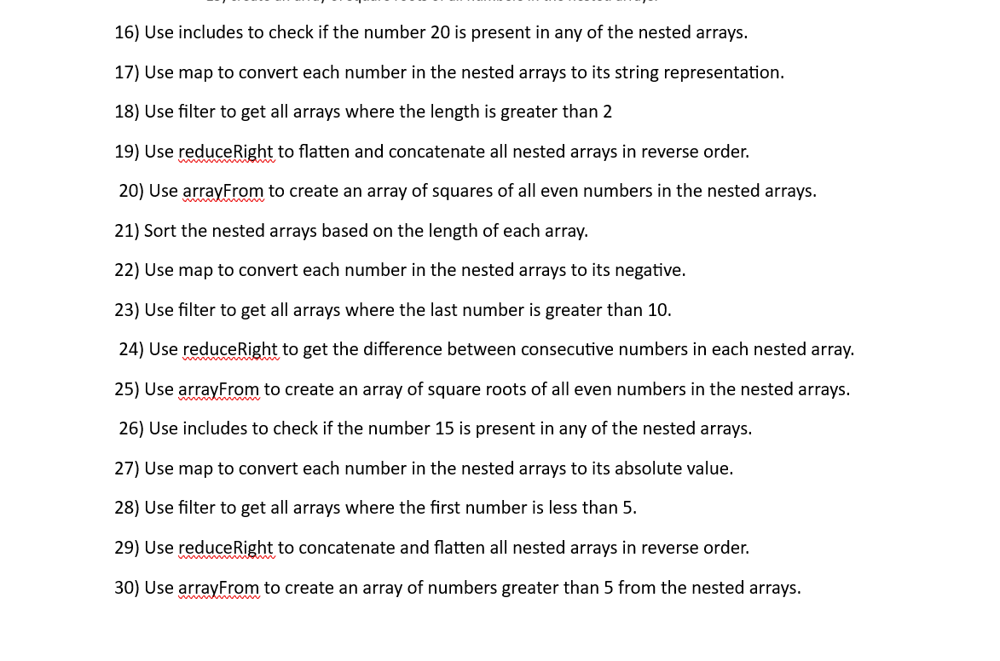 16) Use includes to check if the number 20 is present in any of the nested arrays.
17) Use map to convert each number in the nested arrays to its string representation.
18) Use filter to get all arrays where the length is greater than 2
19) Use reduceRight to flatten and concatenate all nested arrays in reverse order.
20) Use arrayFrom to create an array of squares of all even numbers in the nested arrays.
21) Sort the nested arrays based on the length of each array.
22) Use map to convert each number in the nested arrays to its negative.
23) Use filter to get all arrays where the last number is greater than 10.
24) Use reduceRight to get the difference between consecutive numbers in each nested array.
25) Use arrayFrom to create an array of square roots of all even numbers in the nested arrays.
26) Use includes to check if the number 15 is present in any of the nested arrays.
27) Use map to convert each number in the nested arrays to its absolute value.
28) Use filter to get all arrays where the first number is less than 5.
29) Use reduceRight to concatenate and flatten all nested arrays in reverse order.
30) Use arrayFrom to create an array of numbers greater than 5 from the nested arrays.